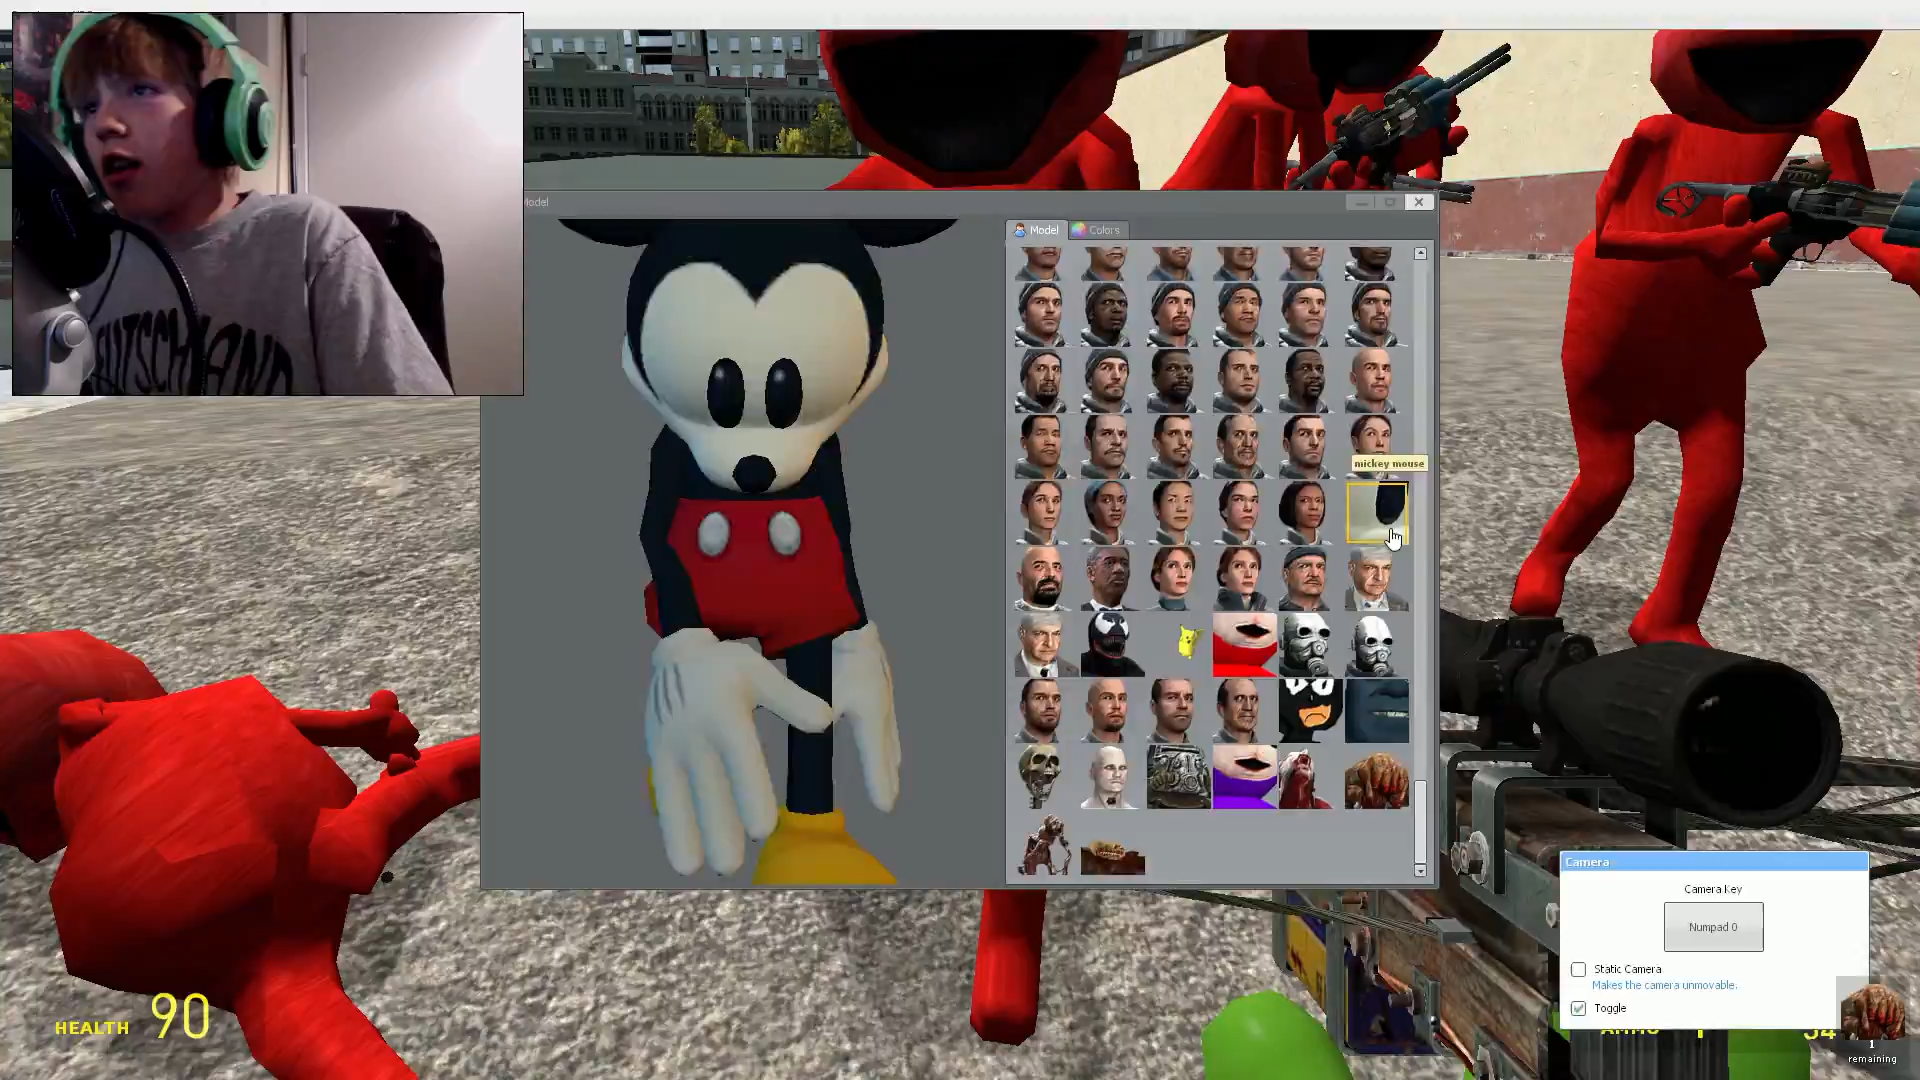 Model
Model
Colors
mickey mouse
Camera
Camera Key
Numpad 0
Static Camera
Makes the camera unmovable.
Toggle
HEALTH 90
1
remaining